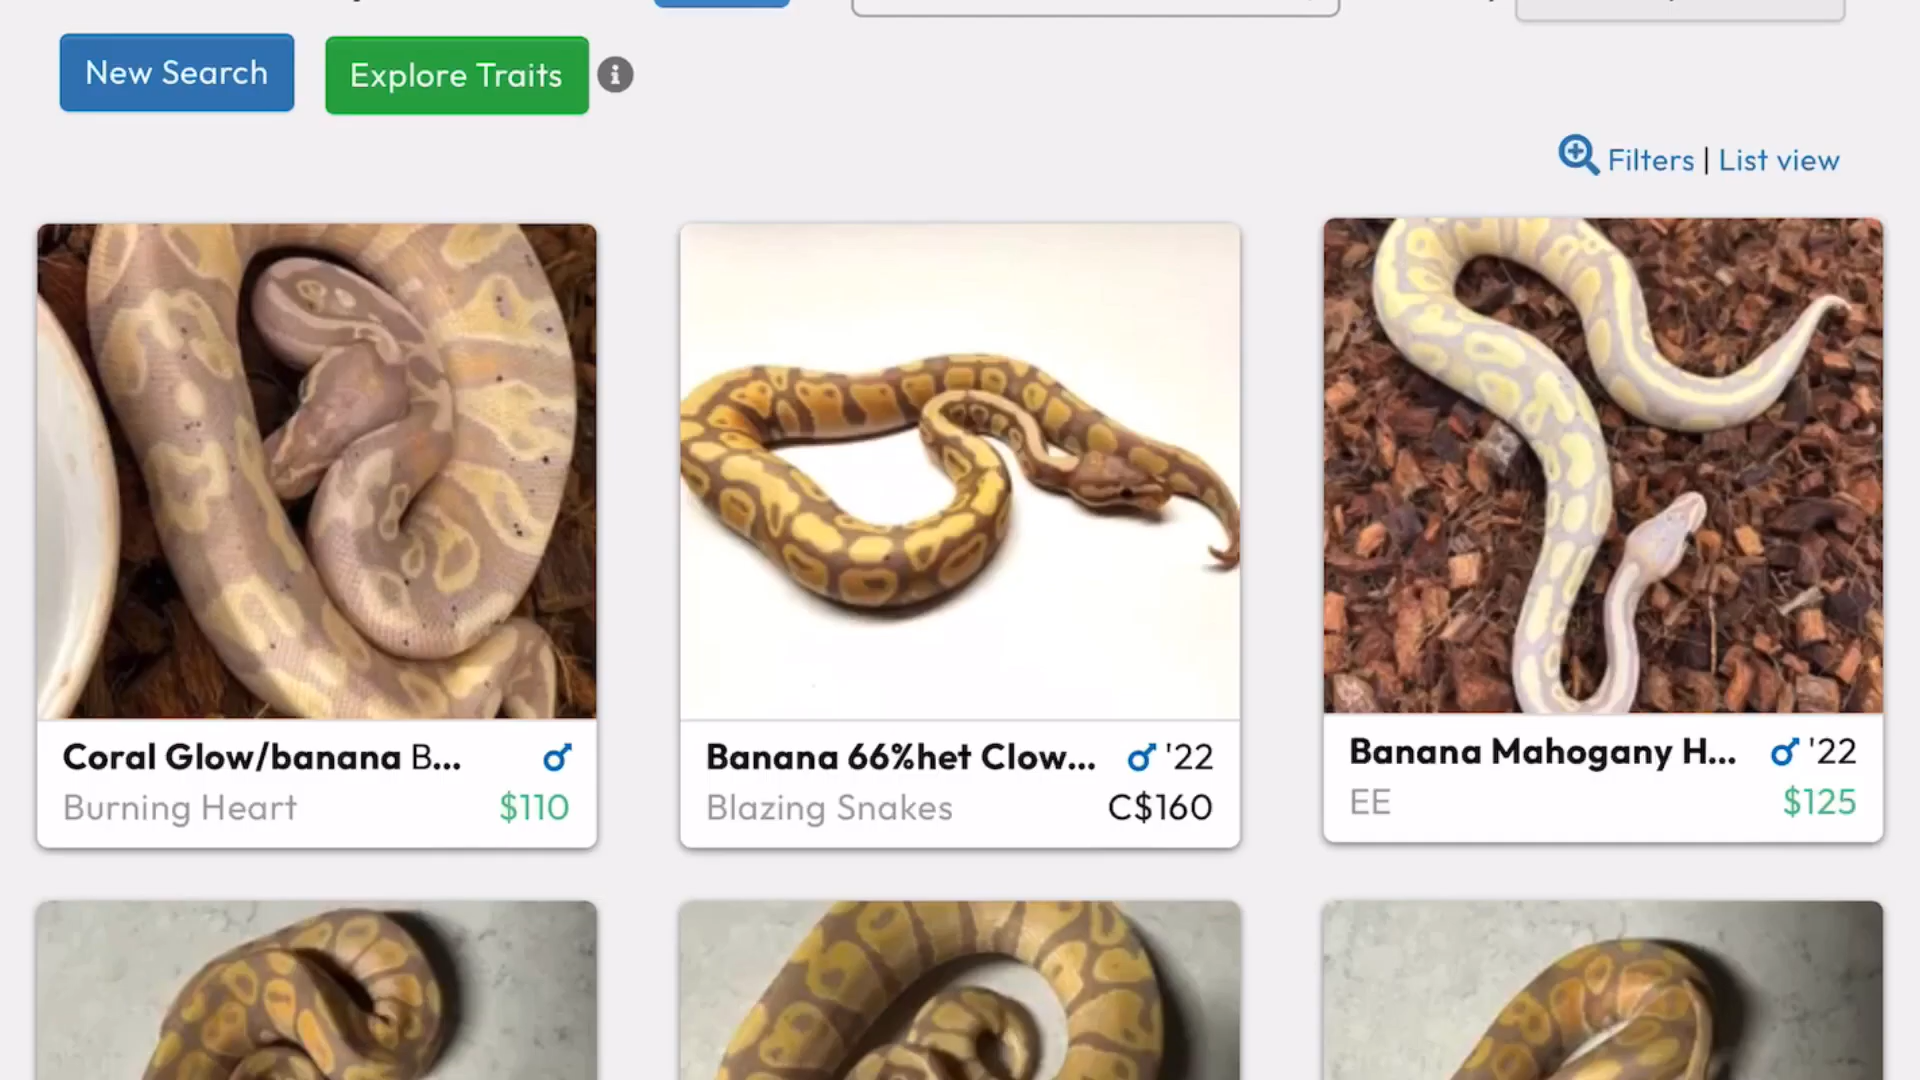 New Search
Explore Traits
Filters | List view
Coral Glow/banana B... ♂
Burning Heart $110
Banana 66%het Clow... ♂ '22
Blazing Snakes C$160
Banana Mahogany H... ♂ '22
EE $125